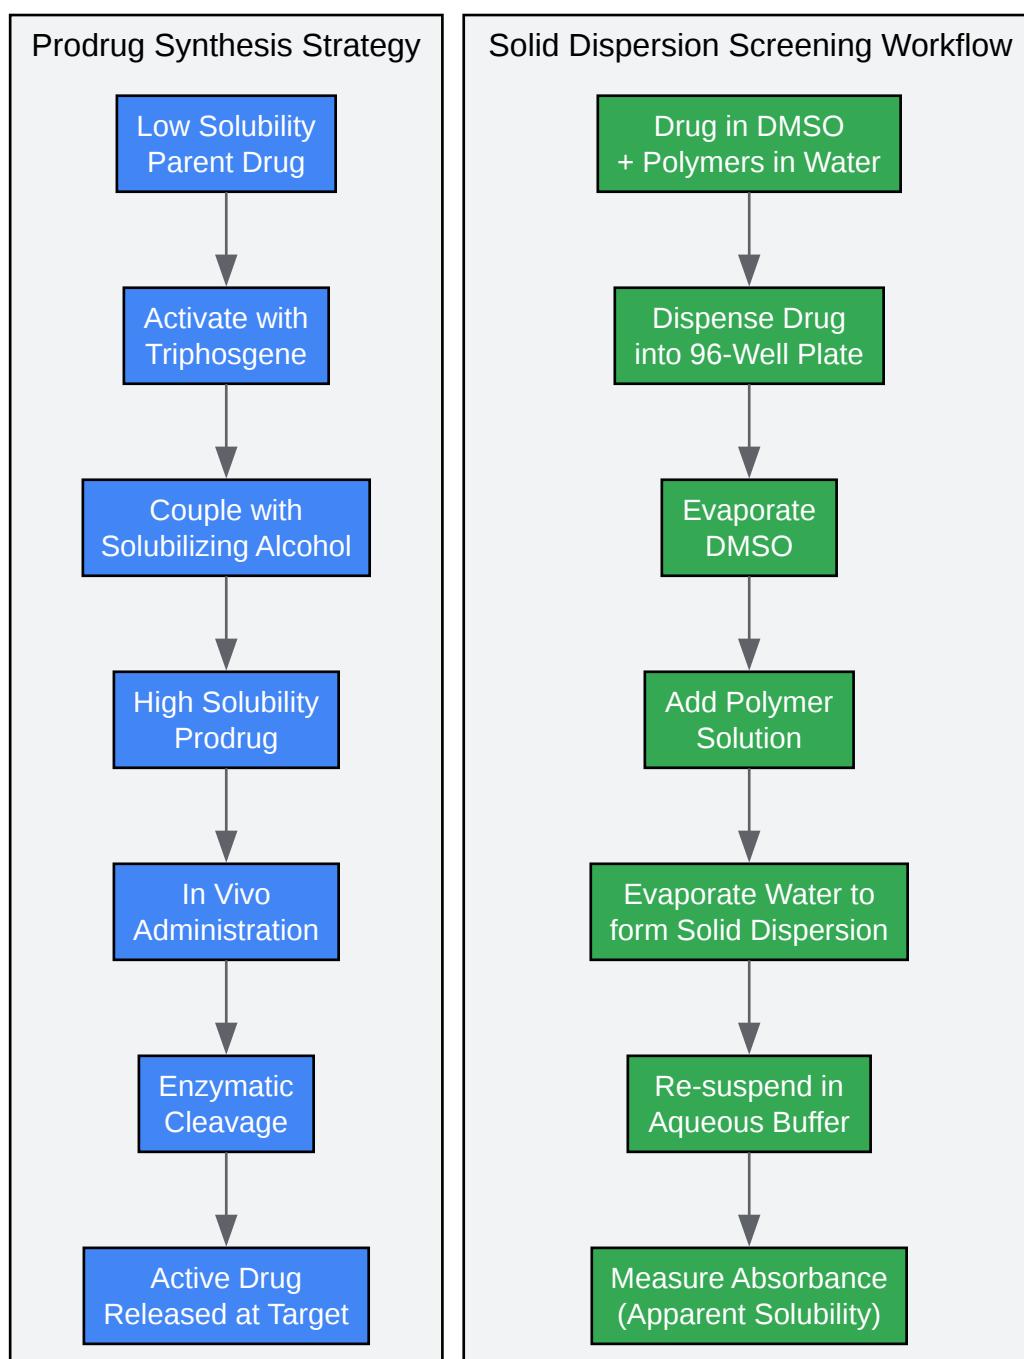 Prodrug Synthesis Strategy
Low Solubility
Parent Drug
Activate with
Triphosgene
Couple with
Solubilizing Alcohol
High Solubility
Prodrug
In Vivo
Administration
Enzymatic
Cleavage
Active Drug
Released at Target
Solid Dispersion Screening Workflow
Drug in DMSO
+ Polymers in Water
Dispense Drug
into 96-Well Plate
Evaporate
DMSO
Add Polymer
Solution
Evaporate Water to
form Solid Dispersion
Re-suspend in
Aqueous Buffer
Measure Absorbance
(Apparent Solubility)